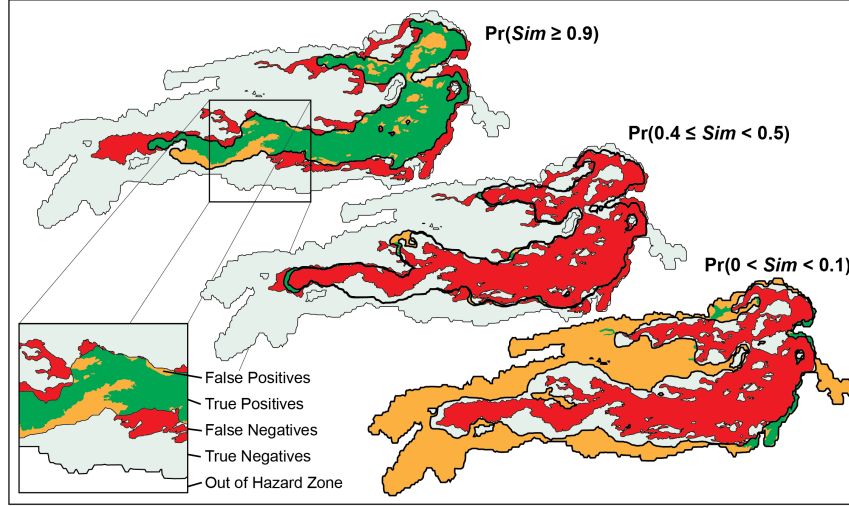 Pr(Sim ≥ 0.9)
Pr(0.4 ≤ Sim < 0.5)
Pr(0 < Sim < 0.1)
False Positives
True Positives
False Negatives
True Negatives
Out of Hazard Zone